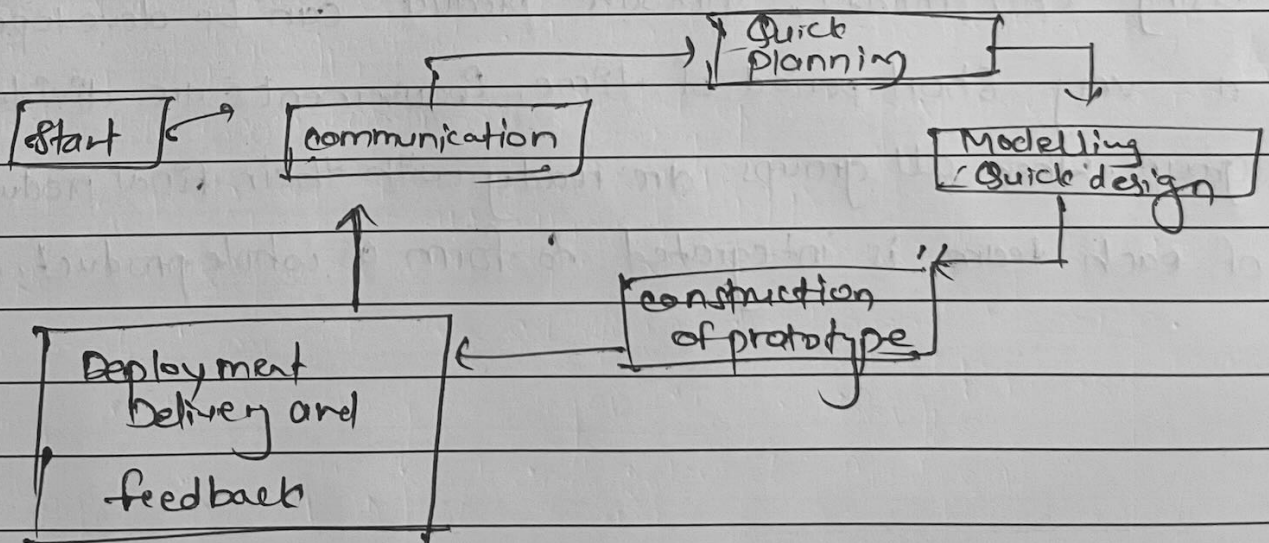 Quick
planning
Start
communication
Modelling
Quick design
construction
of prototype
Deployment
Delivery and
feedback